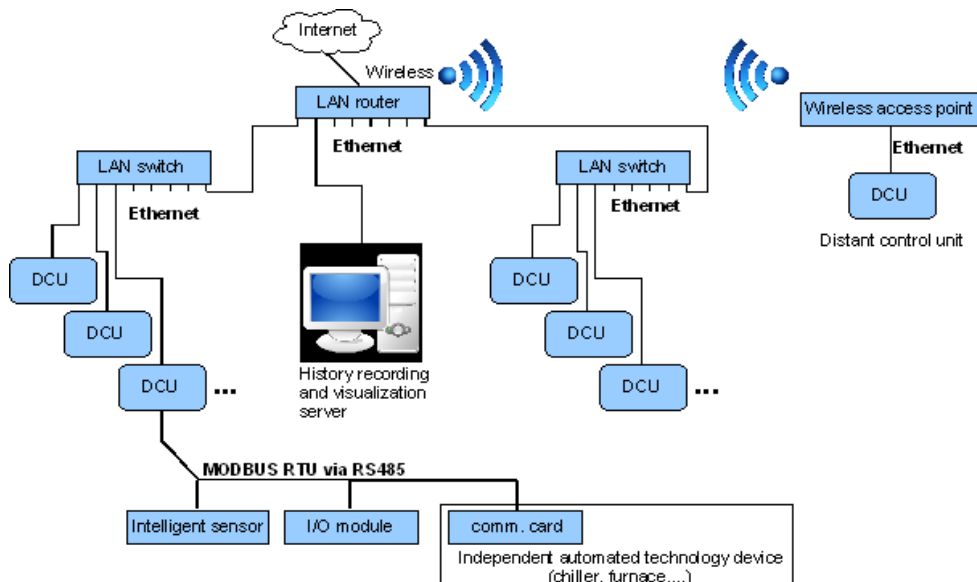 Internet
Wireless
LAN router
Wireless access point
Ethernet
Ethernet
LAN switch
LAN switch
Ethernet
Ethernet
DCU
Distant control unit
DCU
DCU
DCU
DCU
DCU ...
DCU ...
History recording
and visualization
server
MODBUS RTU via RS485
Intelligent sensor
I/O module
comm. card
Independent automated technology device
(chiller, furnace,...)